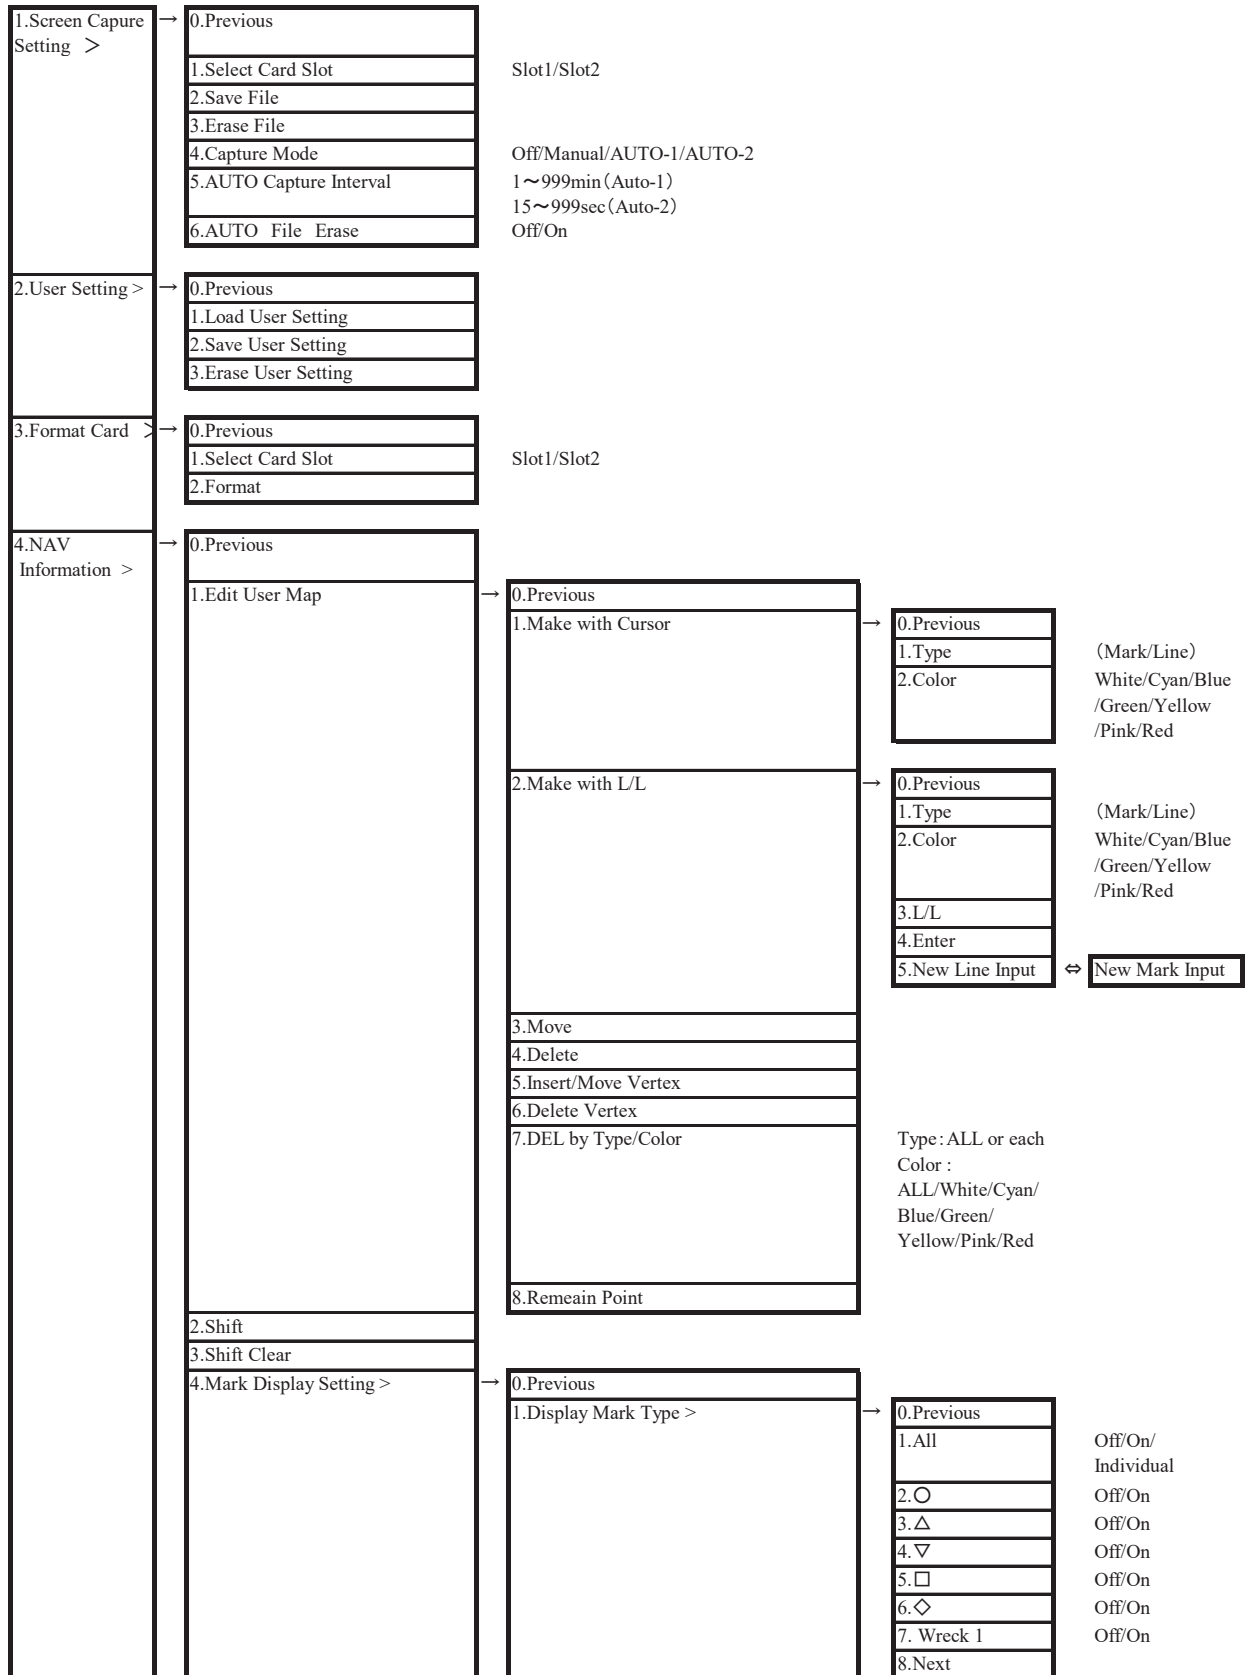 1.Screen Capure → 0.Previous
Setting ＞
1.Select Card Slot Slot1/Slot2
2.Save File
3.Erase File
4.Capture Mode Off/Manual/AUTO-1/AUTO-2
5.AUTO Capture Interval 1～999min（Auto-1）
15～999sec（Auto-2）
6.AUTO File Erase Off/On
2.User Setting > → 0.Previous
1.Load User Setting
2.Save User Setting
3.Erase User Setting
3.Format Card ＞ → 0.Previous
1.Select Card Slot Slot1/Slot2
2.Format
4.NAV → 0.Previous
Information >
1.Edit User Map → 0.Previous
1.Make with Cursor → 0.Previous
1.Type （Mark/Line）
2.Color White/Cyan/Blue
/Green/Yellow
/Pink/Red
2.Make with L/L → 0.Previous
1.Type （Mark/Line）
2.Color White/Cyan/Blue
/Green/Yellow
/Pink/Red
3.L/L
4.Enter
5.New Line Input ⇔ New Mark Input
3.Move
4.Delete
5.Insert/Move Vertex
6.Delete Vertex
7.DEL by Type/Color Type：ALL or each
Color :
ALL/White/Cyan/
Blue/Green/
Yellow/Pink/Red
8.Remeain Point
2.Shift
3.Shift Clear
4.Mark Display Setting > → 0.Previous
1.Display Mark Type > → 0.Previous
1.All Off/On/
Individual
2.○ Off/On
3.△ Off/On
4.▽ Off/On
5.□ Off/On
6.◇ Off/On
7. Wreck 1 Off/On
8.Next